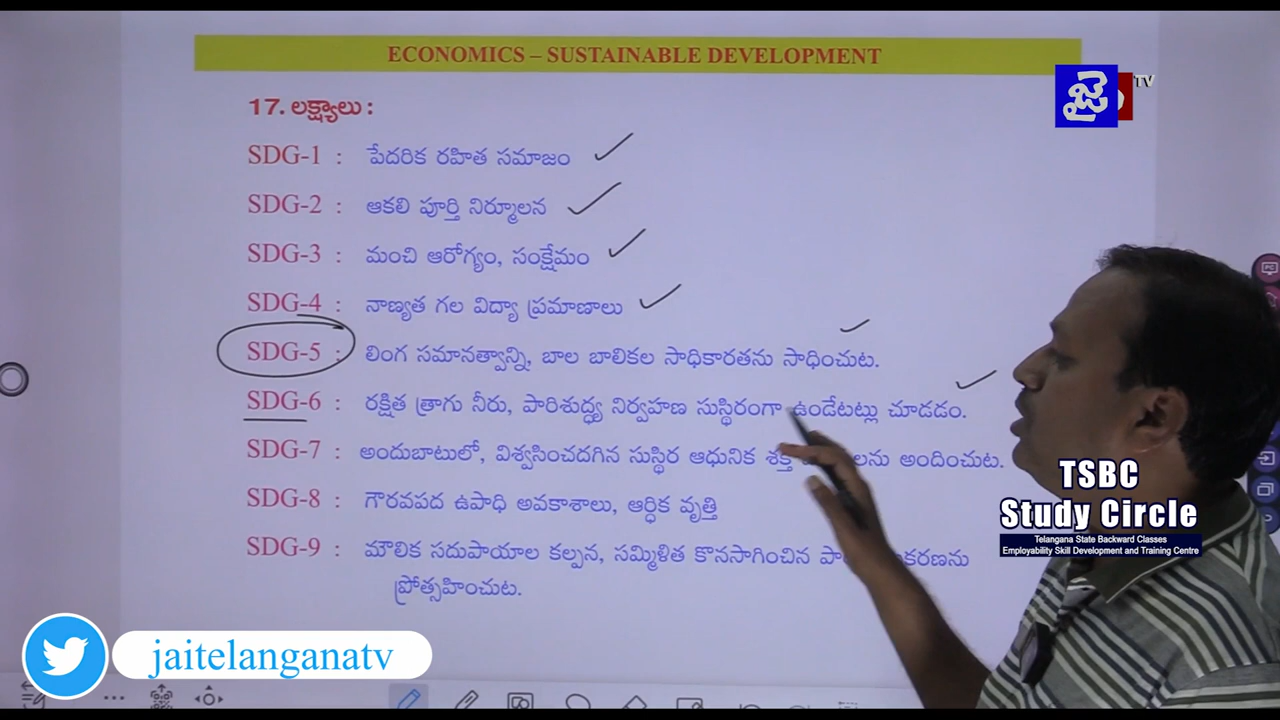 ECONOMICS – SUSTAINABLE DEVELOPMENT
జై TV
17. లక్ష్యాలు :
SDG-1 : పేదరిక రహిత సమాజం
SDG-2 : ఆకలి పూర్తి నిర్మూలన
SDG-3 : మంచి ఆరోగ్యం, సంక్షేమం
SDG-4 : నాణ్యత గల విద్యా ప్రమాణాలు
SDG-5 : లింగ సమానత్వాన్ని, బాల బాలికల సాధికారతను సాధించుట.
SDG-6 : రక్షిత త్రాగు నీరు, పారిశుద్ధ్య నిర్వహణ సుస్థిరంగా ఉండేటట్లు చూడడం.
SDG-7 : అందుబాటులో, విశ్వసించదగిన సుస్థిర ఆధునిక శక్తి అందించుట.
SDG-8 : గౌరవపద ఉపాధి అవకాశాలు, ఆర్ధిక వృత్తి
SDG-9 : మౌలిక సదుపాయాల కల్పన, సమ్మిళిత కొనసాగించిన
ప్రోత్సహించుట.
TSBC
Study Circle
Telangana State Backward Classes
Employability Skill Development and Training Centre
jaitelanganatv